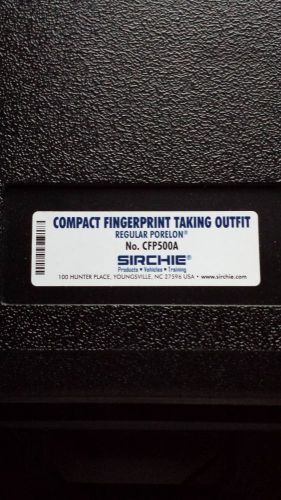 COMPACT FINGERPRINT TAKING OUTFIT
REGULAR PORELON®
No. CFP500A
SIRCHIE®
Products • Vehicles • Training
100 HUNTER PLACE, YOUNGSVILLE, NC 27596 USA • www.sirchie.com